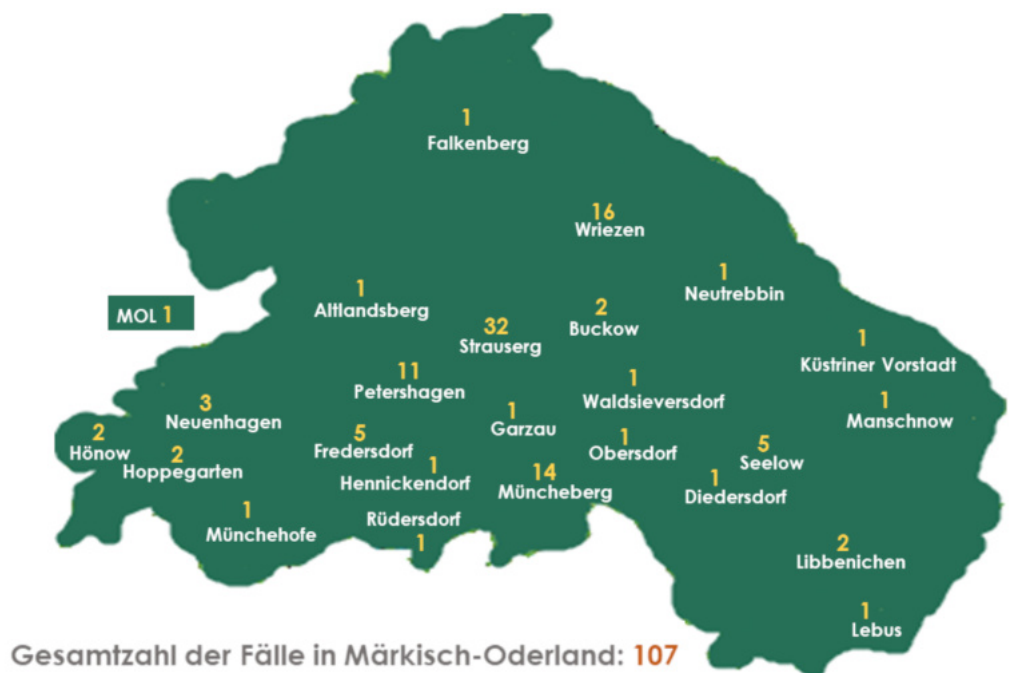 1
Falkenberg
16
Wriezen
1
Neutrebbin
1
Altlandsberg
MOL 1
2
Buckow
32
Strauserg
1
Küstriner Vorstadt
11
Petershagen
1
Waldsieversdorf
1
Manschnow
3
Neuenhagen
1
Garzau
2
Hönow
5
Fredersdorf
1
Obersdorf
5
Seelow
2
Hoppegarten
1
Hennickendorf
14
Müncheberg
1
Diedersdorf
1
Münchehofe
Rüdersdorf
1
2
Libbenichen
1
Lebus
Gesamtzahl der Fälle in Märkisch-Oderland: 107